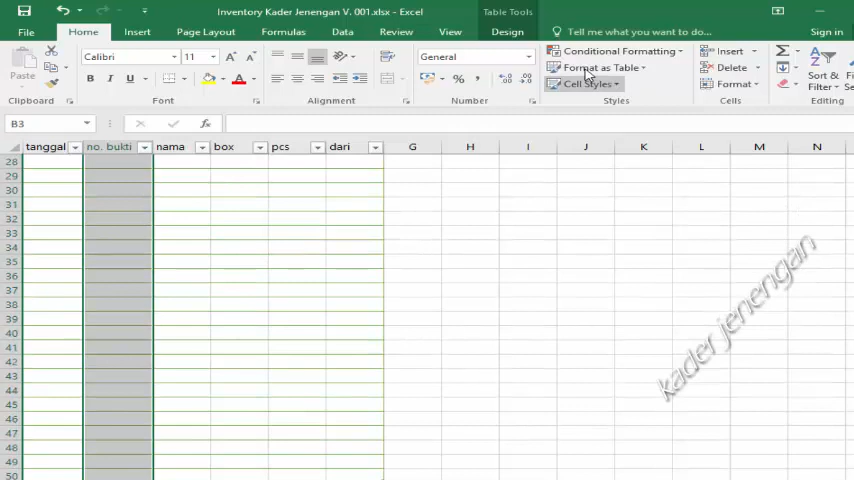 Inventory Kader Jenengan V. 001.xlsx - Excel
Table Tools
File Home Insert Page Layout Formulas Data Review View Design Tell me what you want to do... Sign in
Paste
Calibri 11
General
Conditional Formatting
Format as Table
Cell Styles
Insert
Delete
Format
Sort &
Filter
Clipboard Font Alignment Number Styles Cells Editing
B3 fx
tanggal no. bukti nama box pcs dari G H I J K L M N
28
29
30
31
32
33
34
35
36
37
38
39
40
41
42
43
44
45
46
47
48
49
50
kader jenengan